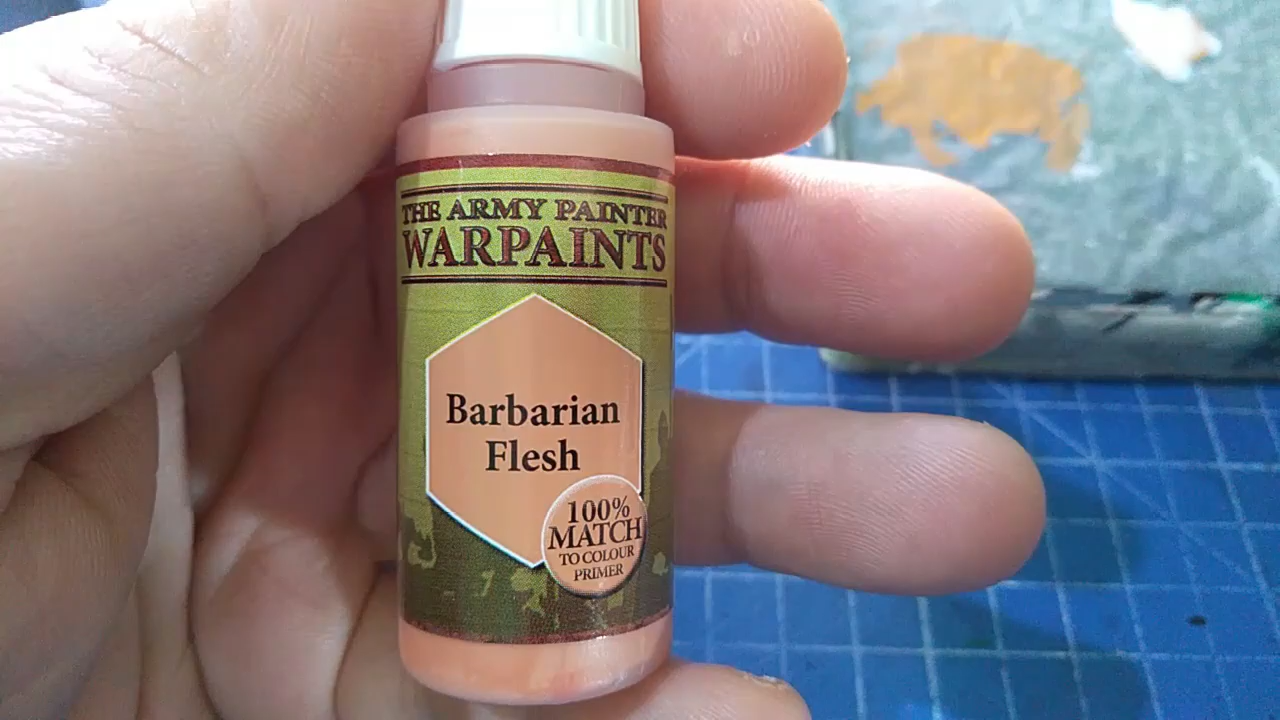 THE ARMY PAINTER
WARPAINTS
Barbarian
Flesh
100%
MATCH
TO COLOUR
PRIMER